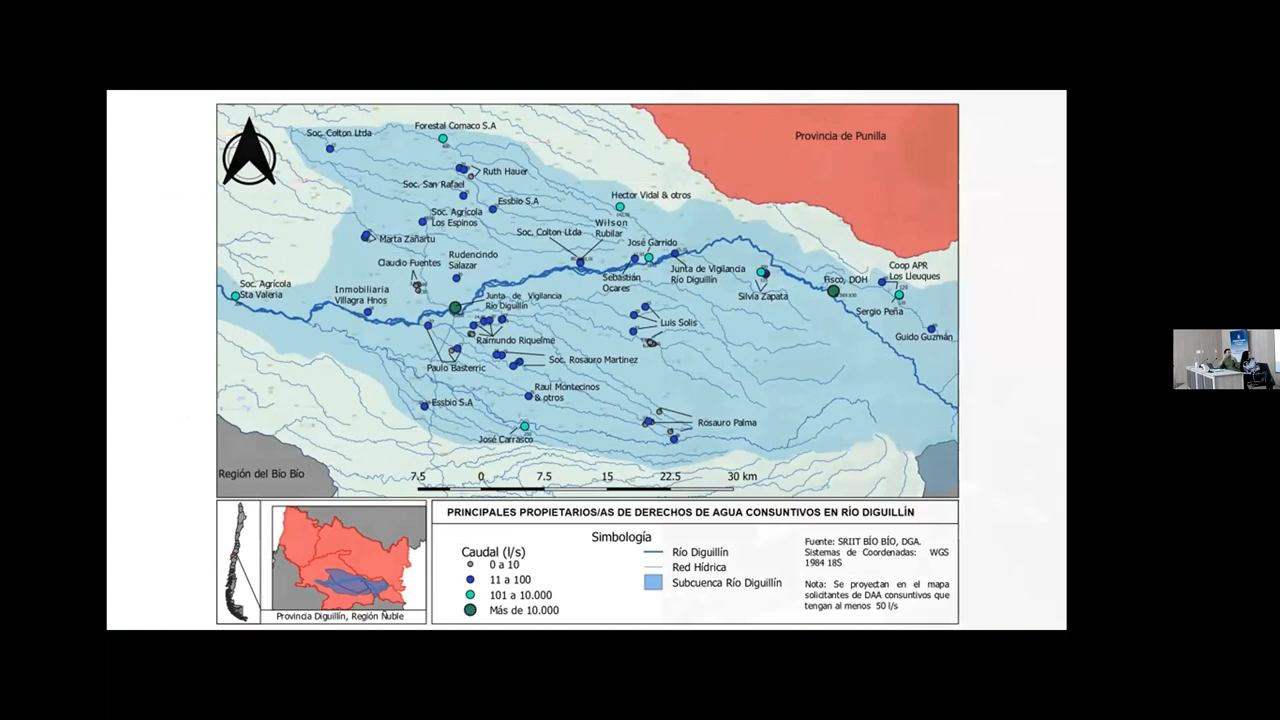 Provincia de Punilla
Soc. Colton Ltda
Forestal Comaco S.A
Ruth Hauer
Soc. San Rafael
Essbio S.A
Hector Vidal & otros
Soc. Agrícola
Los Espinos
Soc. Colton Ltda
Wilson
Rubilar
Marta Zañartu
José Garrido
Claudio Fuentes
Rudencindo
Salazar
Sebastián
Ocares
Junta de Vigilancia
Río Diguillín
Silvia Zapata
Fisco, DOH
Coop APR
Los Lleuques
Soc. Agrícola
Sta Valeria
Inmobiliaria
Villagra Hnos
Junta de Vigilancia
Río Diguillín
Sergio Peña
Guido Guzmán
Luis Solis
Raimundo Riquelme
Paulo Basterric
Soc. Rosauro Martinez
Raul Montecinos
& otros
Essbio S.A
José Carrasco
Rosauro Palma
Región del Bío Bío
7.5 0 7.5 15 22.5 30 km
PRINCIPALES PROPIETARIOS/AS DE DERECHOS DE AGUA CONSUNTIVOS EN RÍO DIGUILLÍN
Simbología
Caudal (l/s)
0 a 10
11 a 100
101 a 10.000
Más de 10.000
Río Diguillín
Red Hídrica
Subcuenca Río Diguillín
Fuente: SRIIT BÍO BÍO, DGA.
Sistemas de Coordenadas: WGS
1984 18S
Nota: Se proyectan en el mapa
solicitantes de DAA consuntivos que
tengan al menos 50 l/s
Provincia Diguillín, Región Ñuble